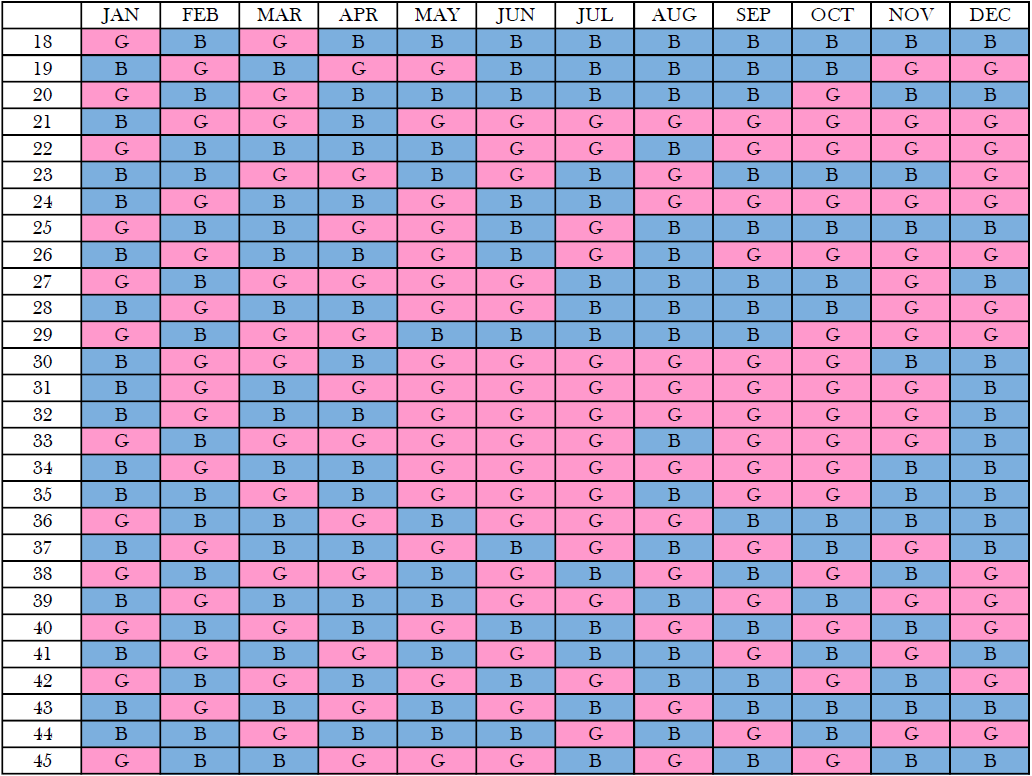 JAN FEB MAR APR MAY JUN JUL AUG SEP OCT NOV DEC
18 G B G B B B B B B B B B
19 B G B G G B B B B B G G
20 G B G B B B B B B G B B
21 B G G B G G G G G G G G
22 G B B B B G G B G G G G
23 B B G G B G B G B B B G
24 B G B B G B B G G G G G
25 G B B G G B G B B B B B
26 B G B B G B G B G G G G
27 G B G G G G B B B B G B
28 B G B B G G B B B B G G
29 G B G G B B B B B G G G
30 B G G B G G G G G G B B
31 B G B G G G G G G G G B
32 B G B B G G G G G G G B
33 G B G G G G G B G G G B
34 B G B B G G G G G G B B
35 B B G B G G G B G G B B
36 G B B G B G G G B B B B
37 B G B B G B G B G B G B
38 G B G G B G B G B G B G
39 B G B B B G G B G B G G
40 G B G B G B B G B G B G
41 B G B G B G B B G B G B
42 G B G B G B G B B G B G
43 B G B G B G B G B B B B
44 B B G B B B G B G B G G
45 G B B G G G B G B G B B